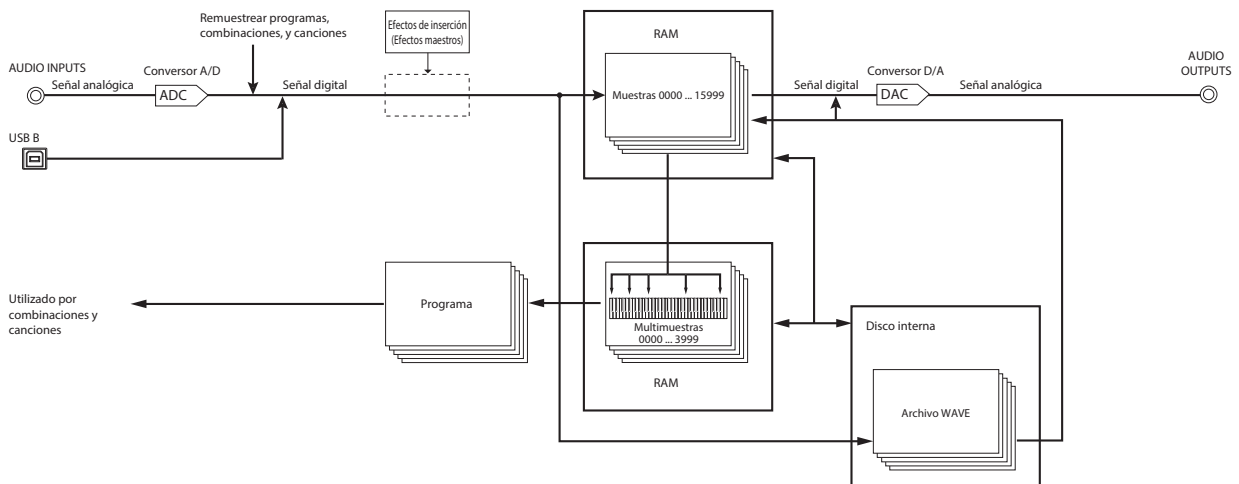 Remuestrear programas,
combinaciones, y canciones
Efectos de inserción
(Efectos maestros)
RAM
AUDIO INPUTS
Señal analógica
Conversor A/D
ADC
Señal digital
Muestras 0000 ... 15999
Señal digital
Conversor D/A
DAC
Señal analógica
AUDIO
OUTPUTS
USB B
Utilizado por
combinaciones y
canciones
Programa
Multimuestras
0000 ... 3999
RAM
Disco interna
Archivo WAVE